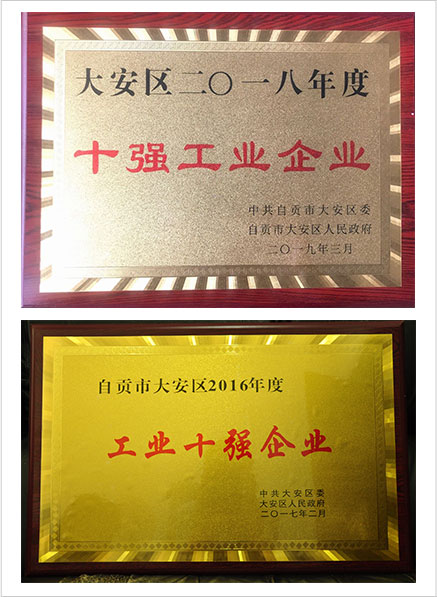 大安区二〇一八年度
十强工业企业
中共自贡市大安区委
自贡市大安区人民政府
二〇一九年三月
自贡市大安区2016年度
工业十强企业
中共大安区委
大安区人民政府
二〇一七年二月